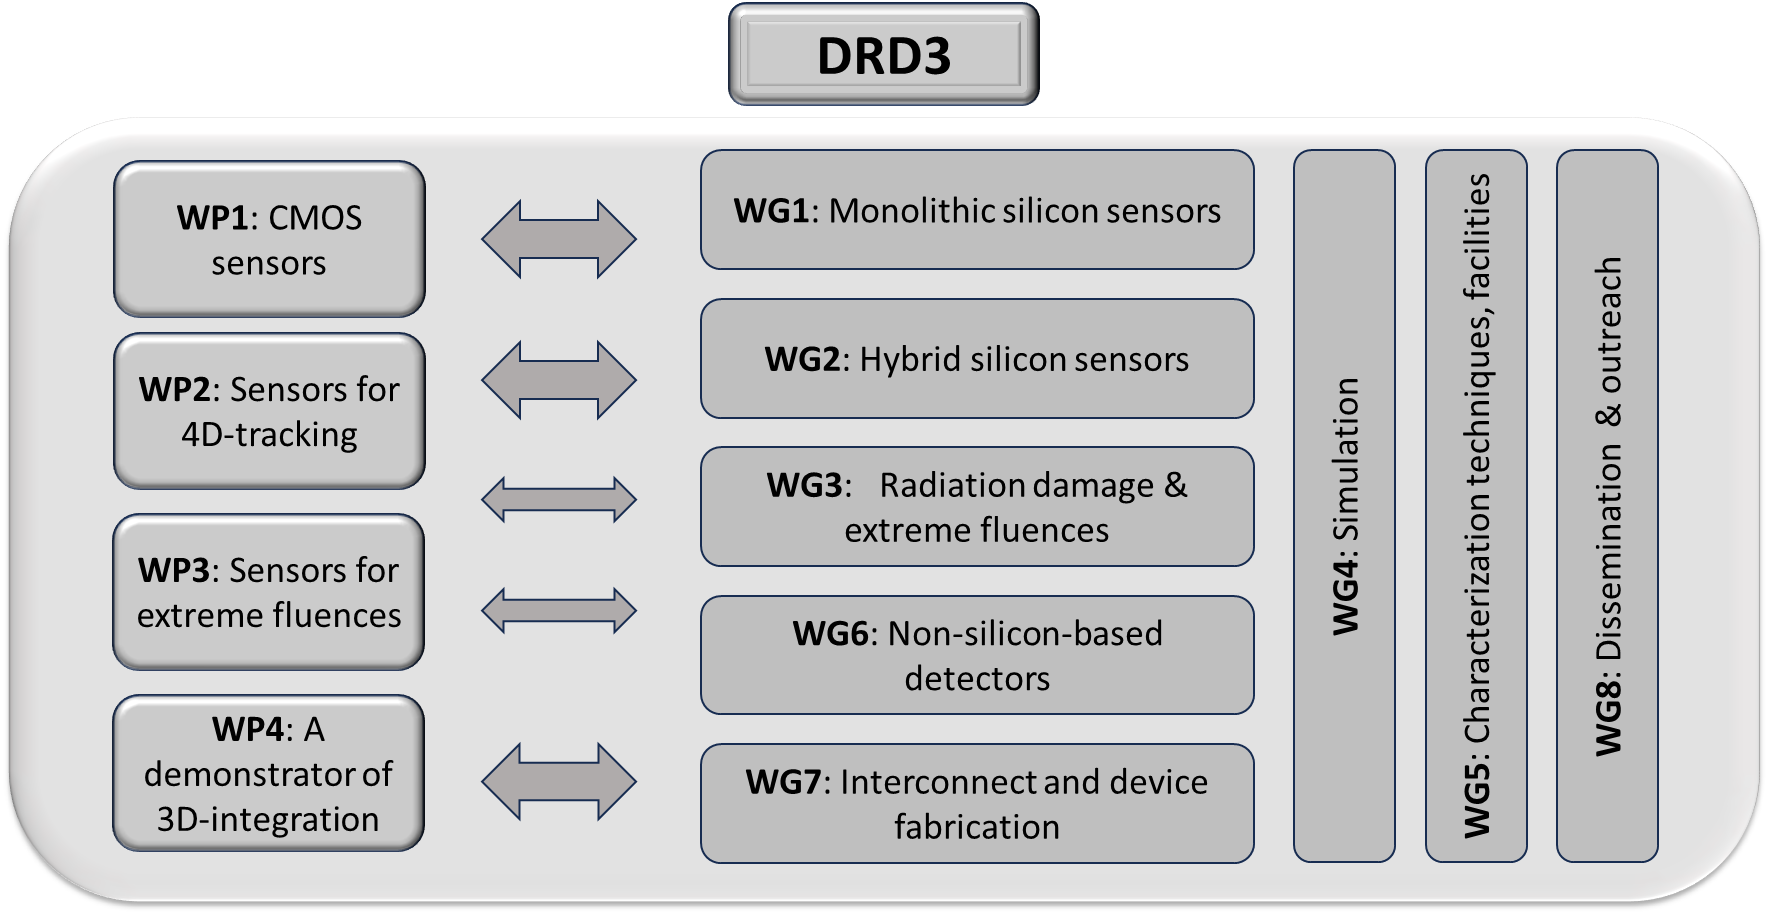 DRD3
WP1: CMOS
sensors
WP2: Sensors for
4D-tracking
WP3: Sensors for
extreme fluences
WP4: A
demonstrator of
3D-integration
WG1: Monolithic silicon sensors
WG2: Hybrid silicon sensors
WG3: Radiation damage &
extreme fluences
WG6: Non-silicon-based
detectors
WG7: Interconnect and device
fabrication
WG4: Simulation
WG5: Characterization techniques, facilities
WG8: Dissemination & outreach